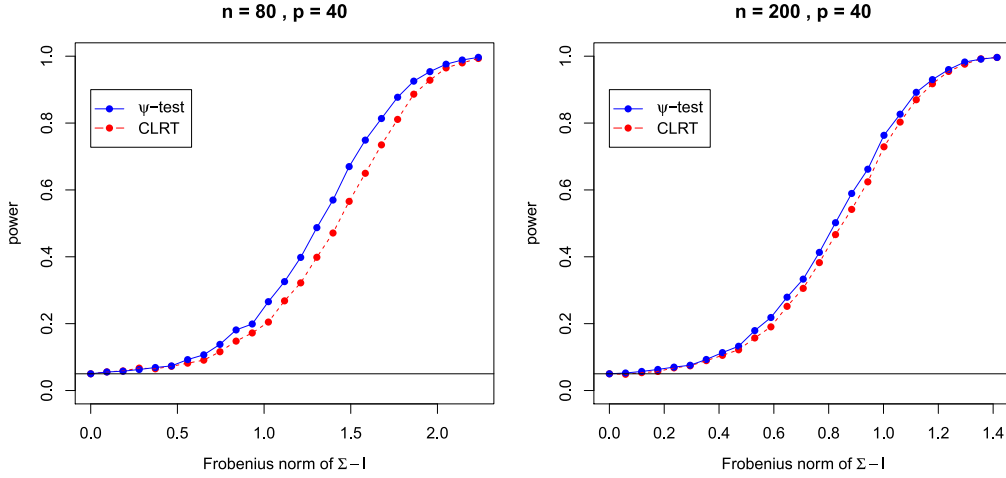 n = 80 , p = 40
power
0.0 0.2 0.4 0.6 0.8 1.0
ψ−test
CLRT
0.0 0.5 1.0 1.5 2.0
Frobenius norm of Σ−I
n = 200 , p = 40
power
0.0 0.2 0.4 0.6 0.8 1.0
ψ−test
CLRT
0.0 0.2 0.4 0.6 0.8 1.0 1.2 1.4
Frobenius norm of Σ−I